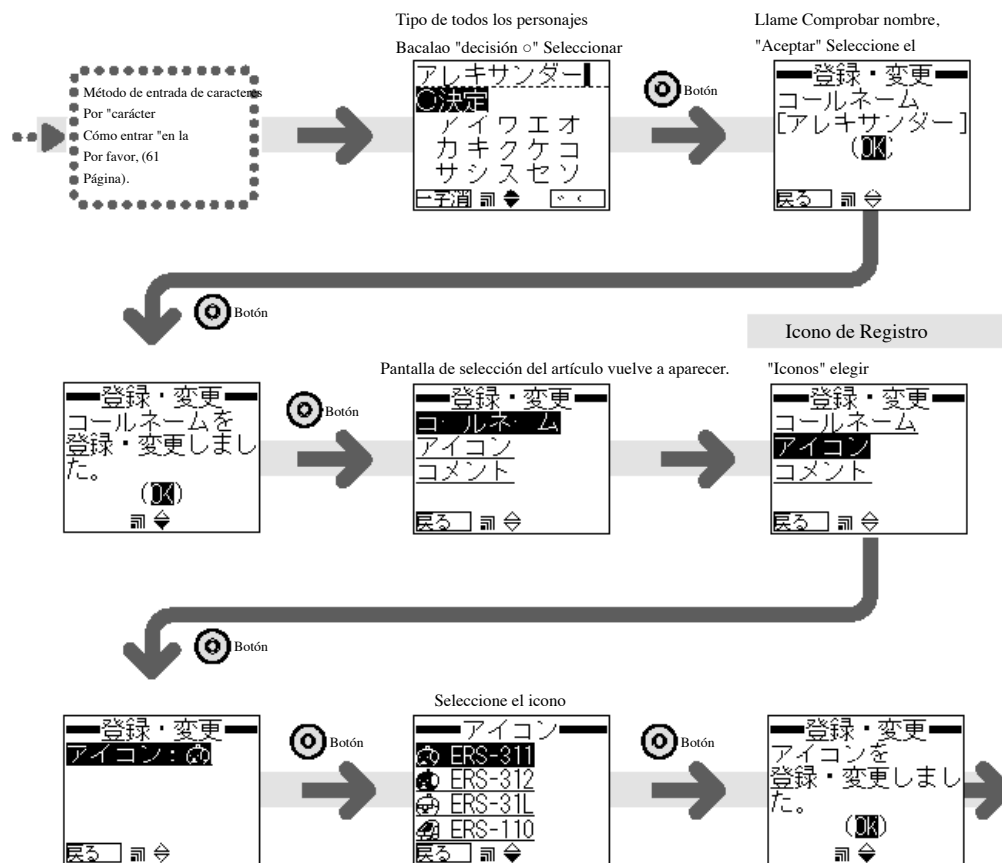 Tipo de todos los personajes
Bacalao "decisión ○" Seleccionar
Llame Comprobar nombre,
"Aceptar" Seleccione el
Método de entrada de caracteres
Por "carácter
Cómo entrar "en la
Por favor, (61
Página).
アレキサンダー
○決定
アイウエオ
カキクケコ
サシスセソ
一字消
Botón
登録・変更
コールネーム
[アレキサンダー]
(OK)
戻る
Botón
Icono de Registro
Pantalla de selección del artículo vuelve a aparecer.
"Iconos" elegir
登録・変更
コールネームを
登録・変更しまし
た。
(OK)
Botón
登録・変更
コールネーム
アイコン
コメント
戻る
登録・変更
コールネーム
アイコン
コメント
戻る
Botón
Seleccione el icono
登録・変更
アイコン:
戻る
Botón
アイコン
ERS-311
ERS-312
ERS-31L
ERS-110
戻る
Botón
登録・変更
アイコンを
登録・変更しまし
た。
(OK)